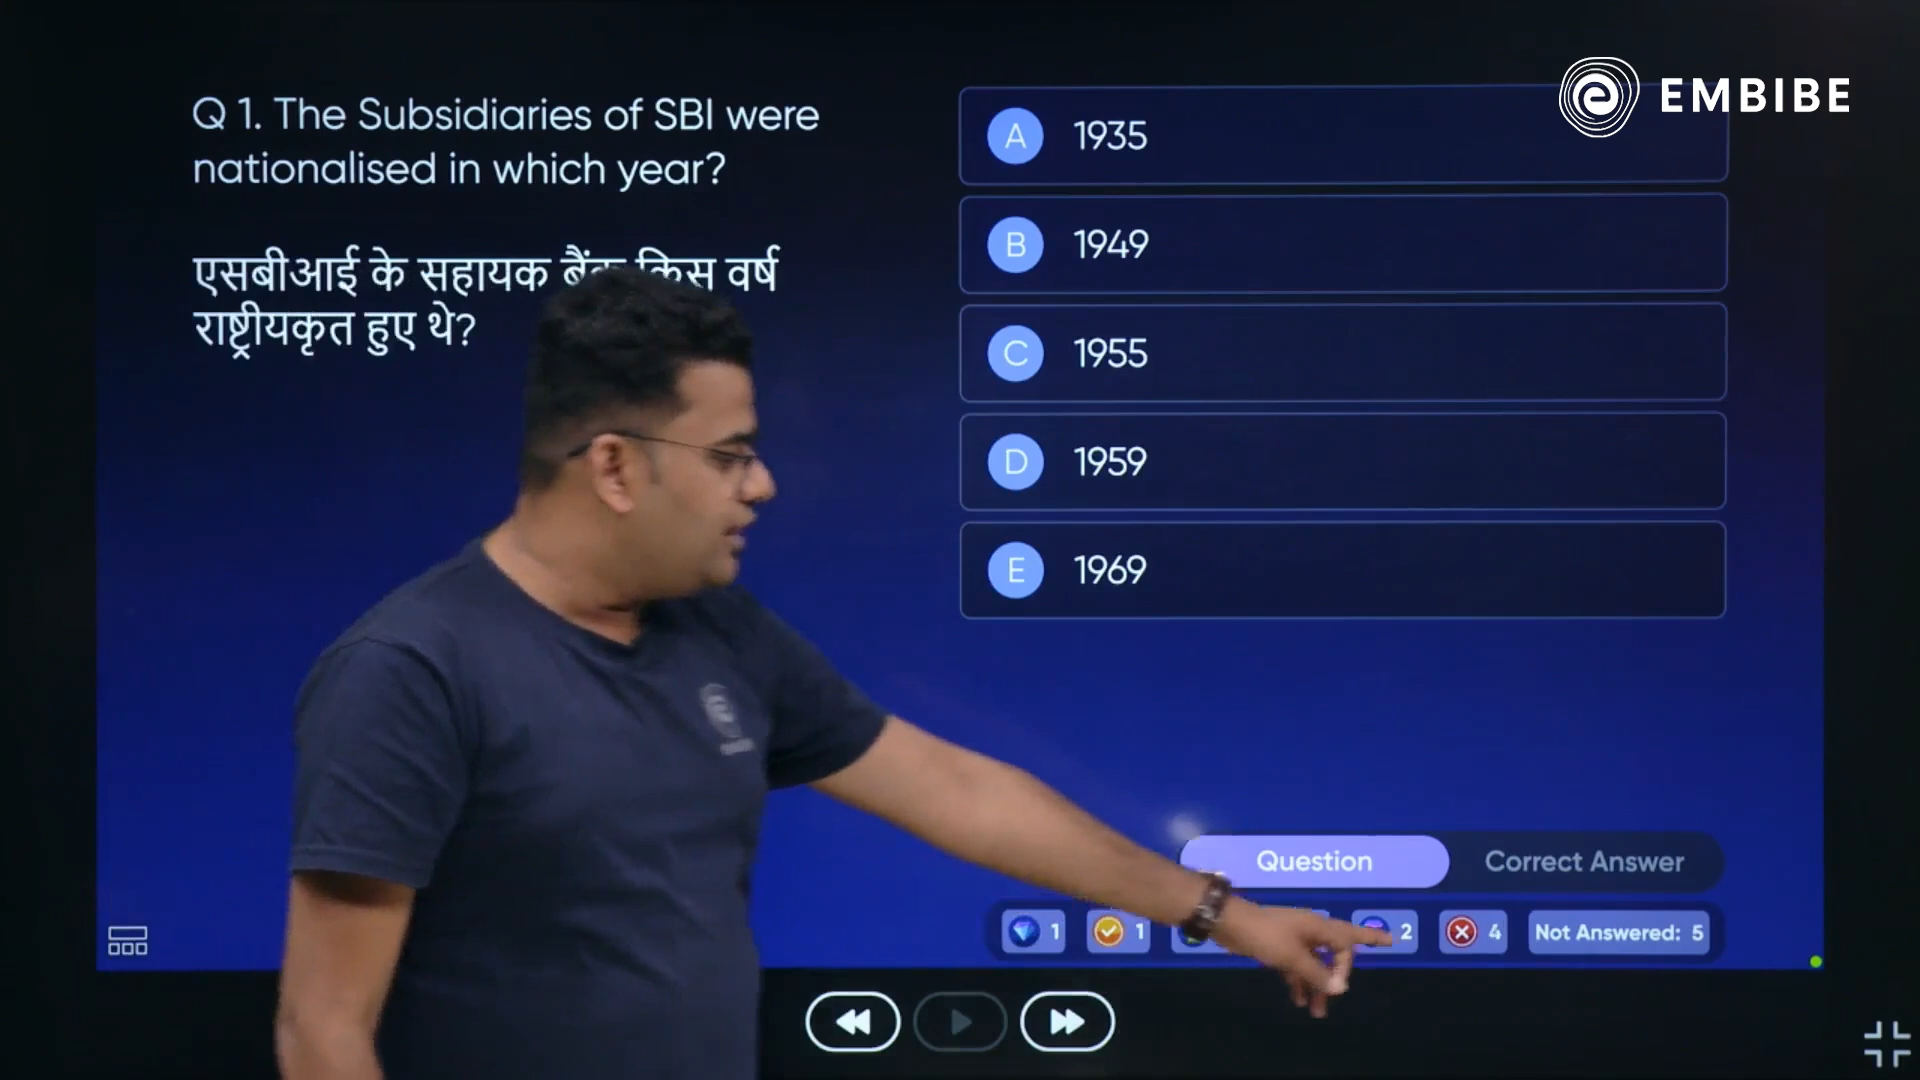 EMBIBE
Q 1. The Subsidiaries of SBI were
nationalised in which year?
एसबीआई के सहायक किस वर्ष
राष्ट्रीयकृत हुए थे?
A 1935
B 1949
C 1955
D 1959
E 1969
Question Correct Answer
1 1 2 4 Not Answered: 5